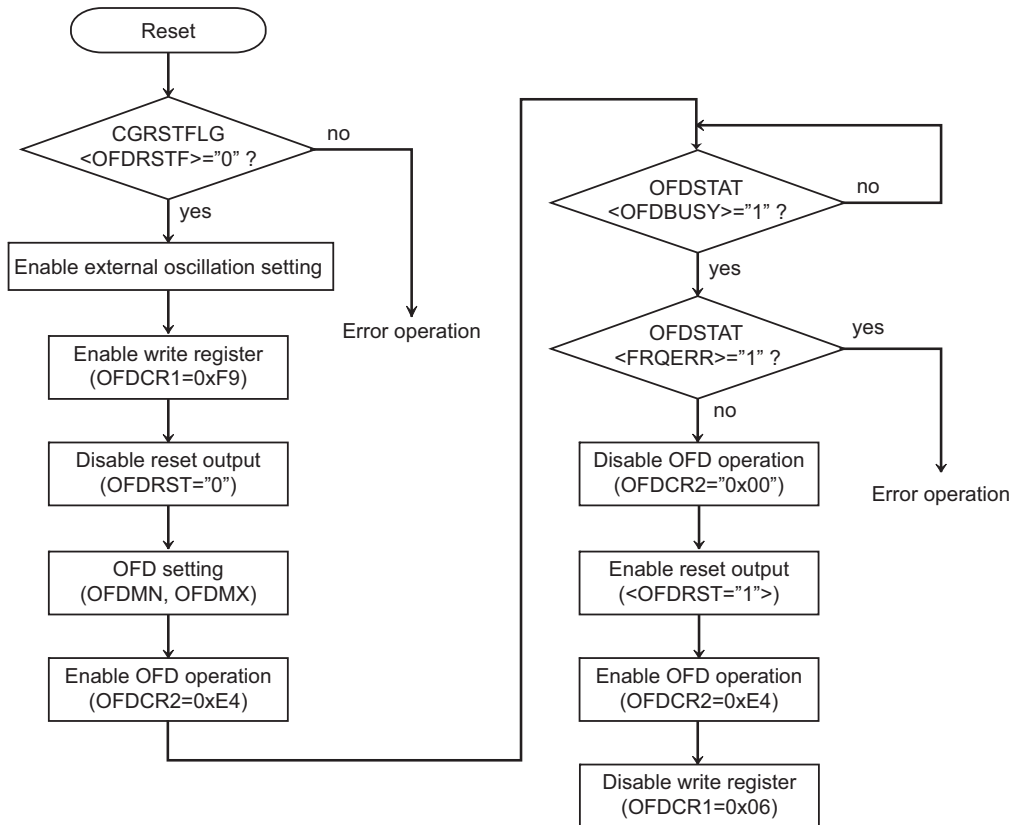 Reset
CGRSTFLG
<OFDRSTF>=”0” ?
no
yes
Enable external oscillation setting
Error operation
Enable write register
(OFDCR1=0xF9)
Disable reset output
(OFDRST=”0”)
OFD setting
(OFDMN, OFDMX)
Enable OFD operation
(OFDCR2=0xE4)
OFDSTAT
<OFDBUSY>=”1” ?
no
yes
OFDSTAT
<FRQERR>=”1” ?
yes
no
Disable OFD operation
(OFDCR2=”0x00”)
Error operation
Enable reset output
(<OFDRST=”1”>)
Enable OFD operation
(OFDCR2=0xE4)
Disable write register
(OFDCR1=0x06)